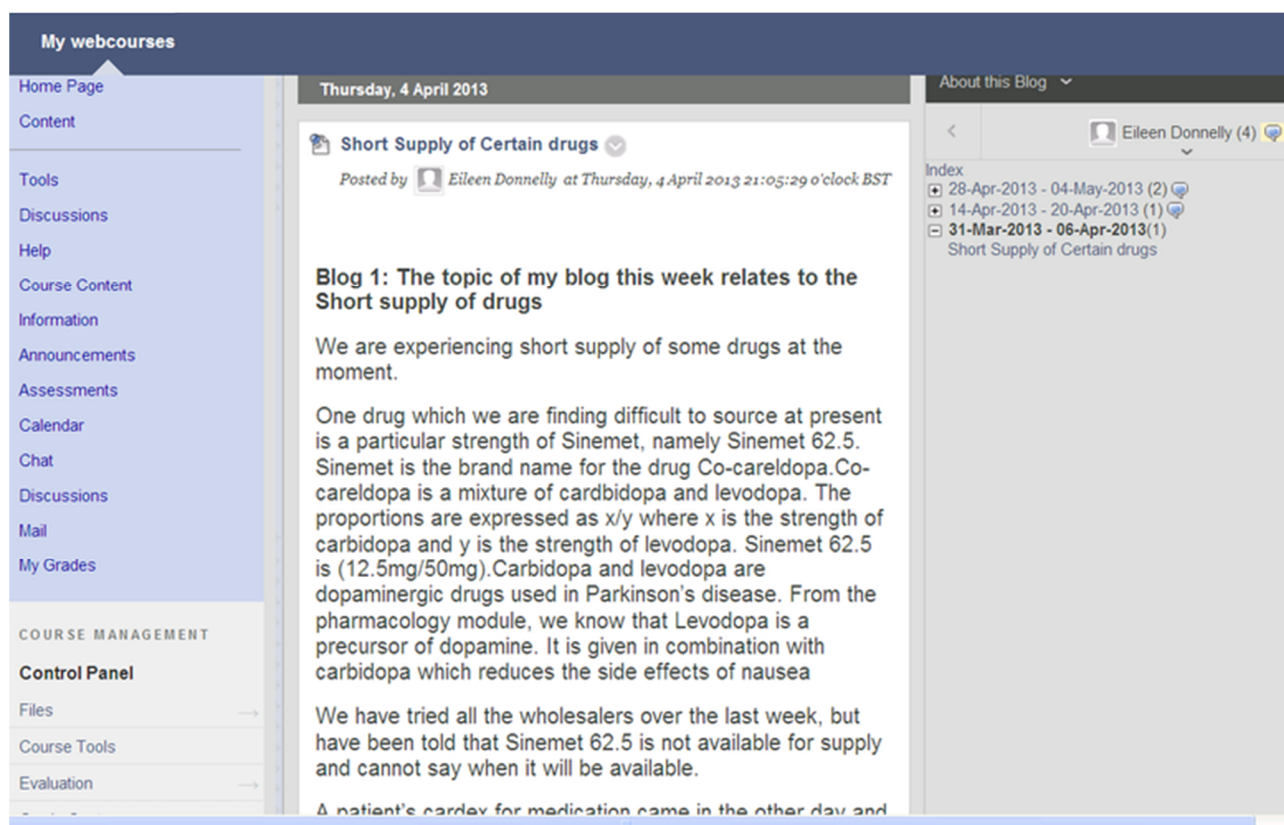 My webcourses
Home Page
Content
Tools
Discussions
Help
Course Content
Information
Announcements
Assessments
Calendar
Chat
Discussions
Mail
My Grades
COURSE MANAGEMENT
Control Panel
Files
Course Tools
Evaluation
Thursday, 4 April 2013
Short Supply of Certain drugs
Posted by Eileen Donnelly at Thursday, 4 April 2013 21:05:29 o'clock BST
Blog 1: The topic of my blog this week relates to the
Short supply of drugs
We are experiencing short supply of some drugs at the
moment.
One drug which we are finding difficult to source at present
is a particular strength of Sinemet, namely Sinemet 62.5.
Sinemet is the brand name for the drug Co-careldopa.Co-
careldopa is a mixture of cardbidopa and levodopa. The
proportions are expressed as x/y where x is the strength of
carbidopa and y is the strength of levodopa. Sinemet 62.5
is (12.5mg/50mg).Carbidopa and levodopa are
dopaminergic drugs used in Parkinson's disease. From the
pharmacology module, we know that Levodopa is a
precursor of dopamine. It is given in combination with
carbidopa which reduces the side effects of nausea
We have tried all the wholesalers over the last week, but
have been told that Sinemet 62.5 is not available for supply
and cannot say when it will be available.
A patient's cardex for medication came in the other day and
About this Blog
Eileen Donnelly (4)
Index
28-Apr-2013 - 04-May-2013 (2)
14-Apr-2013 - 20-Apr-2013 (1)
31-Mar-2013 - 06-Apr-2013(1)
Short Supply of Certain drugs